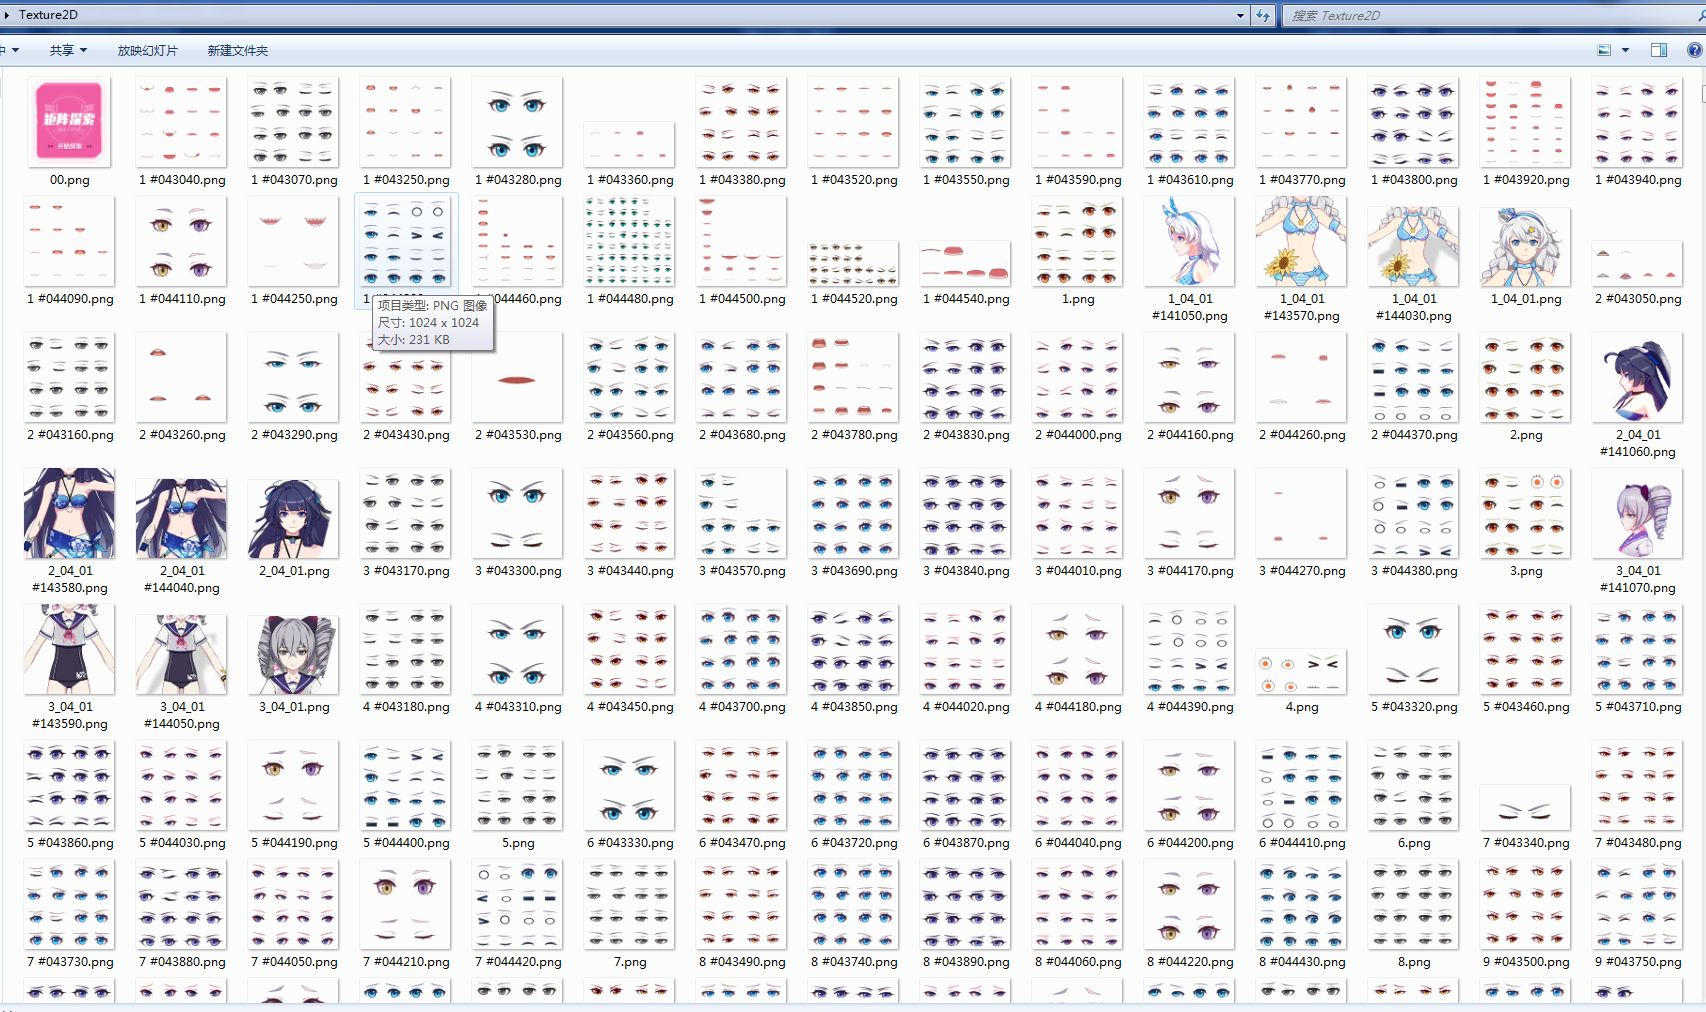 Texture2D
搜索 Texture2D
共享
放映幻灯片
新建文件夹
矩阵探索
开始探索
00.png
1 #043040.png
1 #043070.png
1 #043250.png
1 #043280.png
1 #043360.png
1 #043380.png
1 #043520.png
1 #043550.png
1 #043590.png
1 #043610.png
1 #043770.png
1 #043800.png
1 #043920.png
1 #043940.png
1 #044090.png
1 #044110.png
1 #044250.png
#044460.png
1 #044480.png
1 #044500.png
1 #044520.png
1 #044540.png
1.png
1_04_01
#141050.png
1_04_01
#143570.png
1_04_01
#144030.png
1_04_01.png
2 #043050.png
项目类型: PNG 图像
尺寸: 1024 x 1024
大小: 231 KB
2 #043160.png
2 #043260.png
2 #043290.png
2 #043430.png
2 #043530.png
2 #043560.png
2 #043680.png
2 #043780.png
2 #043830.png
2 #044000.png
2 #044160.png
2 #044260.png
2 #044370.png
2.png
2_04_01
#141060.png
2_04_01
#143580.png
2_04_01
#144040.png
2_04_01.png
3 #043170.png
3 #043300.png
3 #043440.png
3 #043570.png
3 #043690.png
3 #043840.png
3 #044010.png
3 #044170.png
3 #044270.png
3 #044380.png
3.png
3_04_01
#141070.png
3_04_01
#143590.png
3_04_01
#144050.png
3_04_01.png
4 #043180.png
4 #043310.png
4 #043450.png
4 #043700.png
4 #043850.png
4 #044020.png
4 #044180.png
4 #044390.png
4.png
5 #043320.png
5 #043460.png
5 #043710.png
5 #043860.png
5 #044030.png
5 #044190.png
5 #044400.png
5.png
6 #043330.png
6 #043470.png
6 #043720.png
6 #043870.png
6 #044040.png
6 #044200.png
6 #044410.png
6.png
7 #043340.png
7 #043480.png
7 #043730.png
7 #043880.png
7 #044050.png
7 #044210.png
7 #044420.png
7.png
8 #043490.png
8 #043740.png
8 #043890.png
8 #044060.png
8 #044220.png
8 #044430.png
8.png
9 #043500.png
9 #043750.png